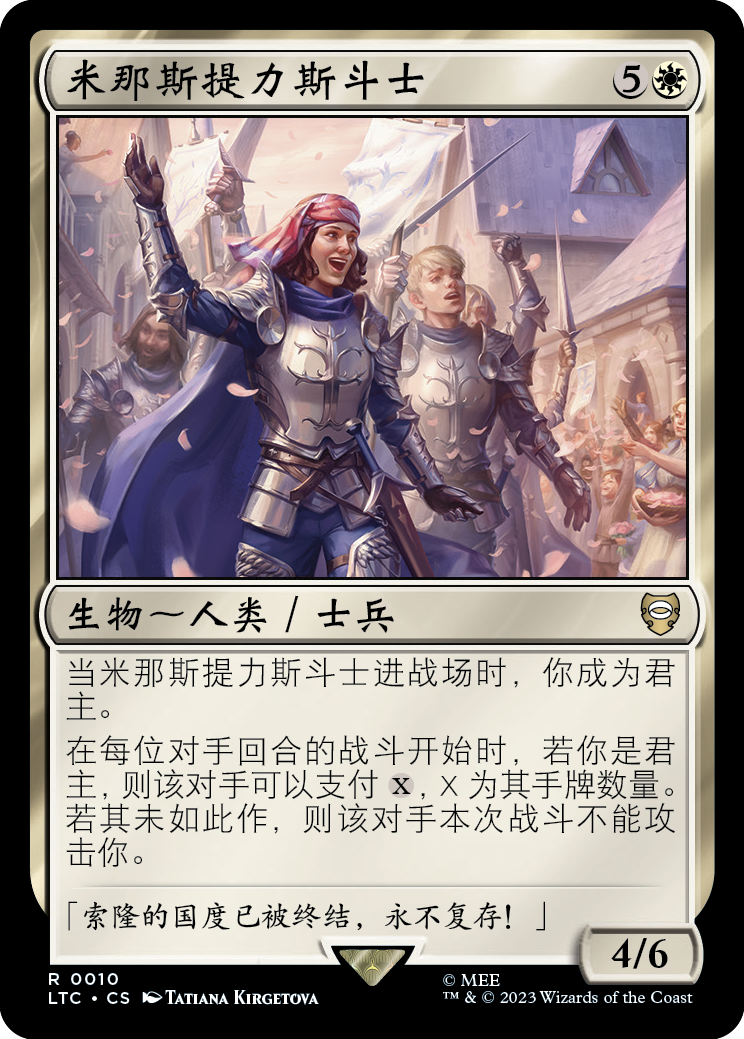 米那斯提力斯斗士 5
生物～人类 / 士兵
当米那斯提力斯斗士进战场时，你成为君
主。
在每位对手回合的战斗开始时，若你是君
主，则该对手可以支付 X，X 为其手牌数量。
若其未如此作，则该对手本次战斗不能攻
击你。
「索隆的国度已被终结，永不复存！」
4/6
R 0010
LTC • CS TATIANA KIRGETOVA
© MEE
™ & © 2023 Wizards of the Coast